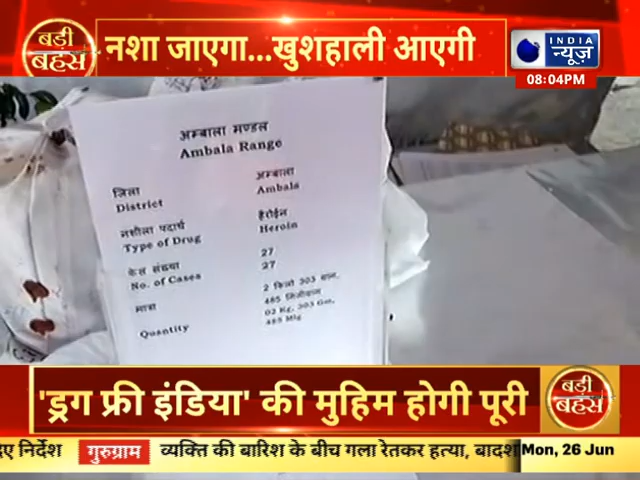 बड़ी
बहस
नशा जाएगा...खुशहाली आएगी
INDIA
न्यूज़
08:04PM
अम्बाला मण्डल
Ambala Range
जिला
District
अम्बाला
Ambala
नशीला पदार्थ
Type of Drug
हैरोईन
Heroin
केस संख्या
No. of Cases
27
27
मात्रा
Quantity
2 किलो 303 ग्राम,
485 मिलीग्राम
02 Kg, 303 Gm,
485 Mlg
'ड्रग फ्री इंडिया' की मुहिम होगी पूरी
बड़ी
बहस
निर्देश
गुरुग्राम
व्यक्ति की बारिश के बीच गला रेतकर हत्या,
Mon, 26 Jun